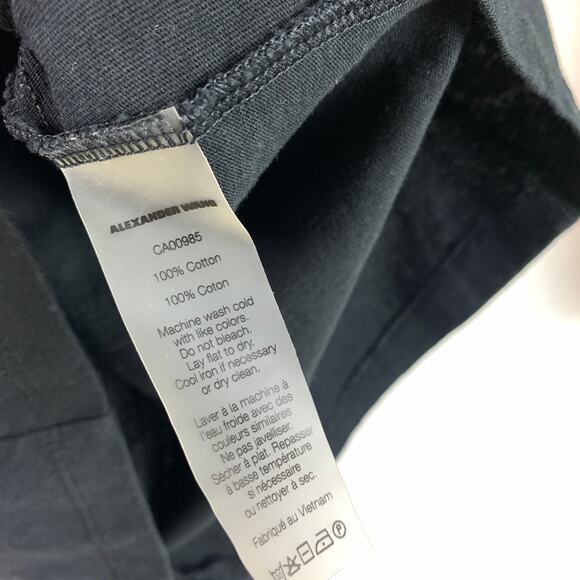 ALEXANDER WANG
CA00985
100% Cotton
100% Coton
Machine wash cold
with like colors.
Do not bleach.
Lay flat to dry.
Cool iron if necessary
or dry clean.
Laver à la machine à
l'eau froide avec des
couleurs similaires
Ne pas javelliser.
Sécher à plat. Repasser
à basse température
si nécessaire
ou nettoyer à sec.
Fabriqué au Vietnam
P